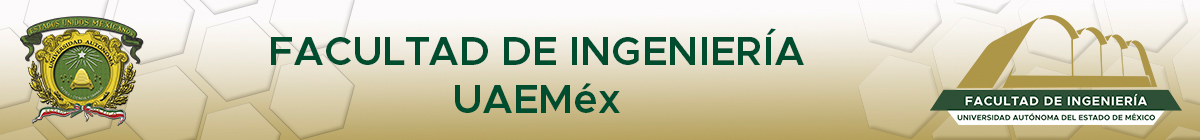 ESTADOS UNIDOS MEXICANOS
UNIVERSIDAD AUTÓNOMA
FACULTAD DE INGENIERÍA
UAEMéx
FACULTAD DE INGENIERÍA
UNIVERSIDAD AUTÓNOMA DEL ESTADO DE MÉXICO